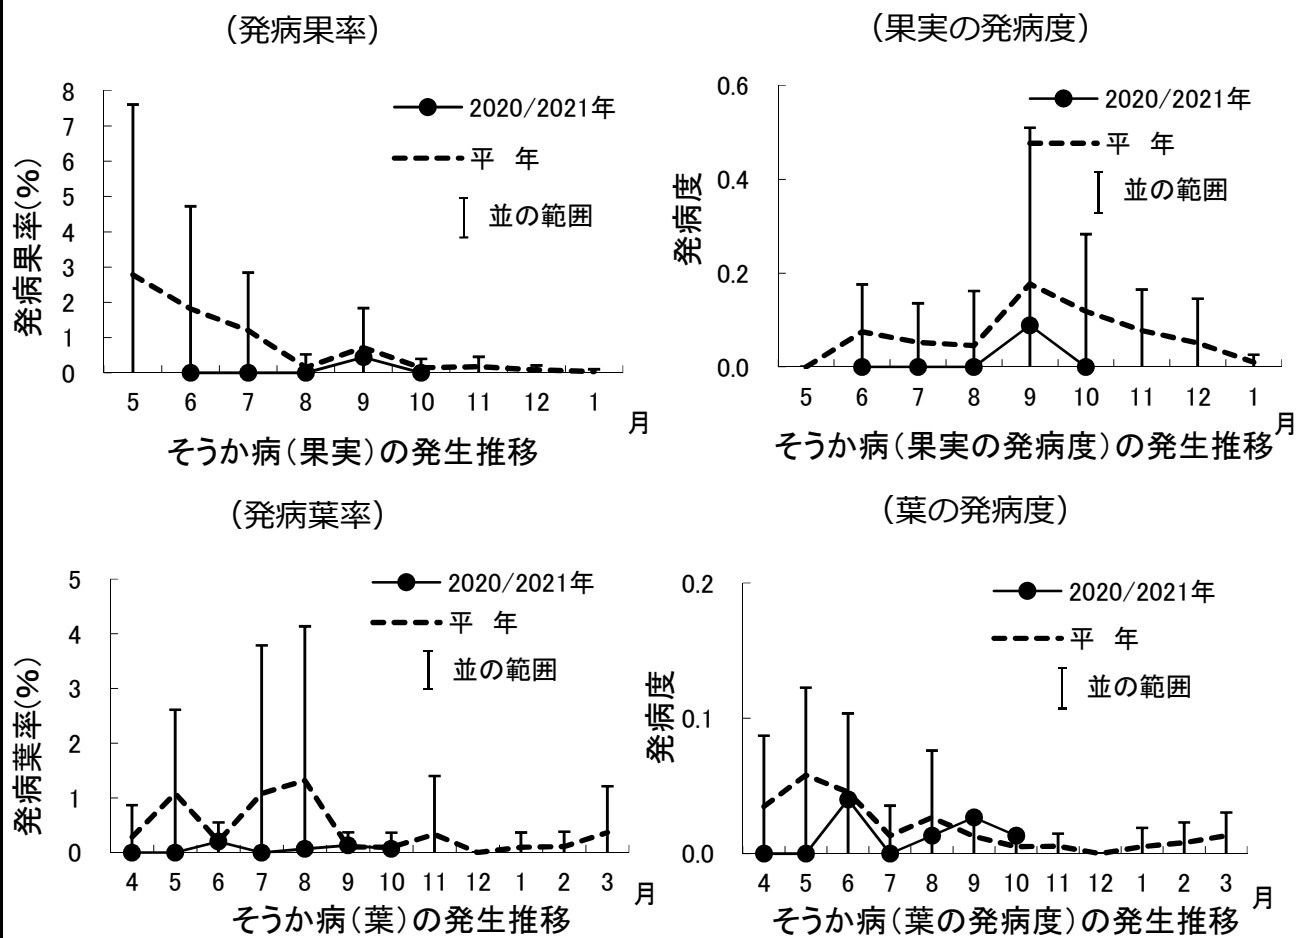 (発病果率)
発病果率(%)
8
7
6
5
4
3
2
1
0
2020/2021年
平 年
並の範囲
5 6 7 8 9 10 11 12 1
月
そうか病(果実)の発生推移
(果実の発病度)
発病度
0.6
0.4
0.2
0.0
2020/2021年
平 年
並の範囲
5 6 7 8 9 10 11 12 1
月
そうか病(果実の発病度)の発生推移
(発病葉率)
発病葉率(%)
5
4
3
2
1
0
2020/2021年
平 年
並の範囲
4 5 6 7 8 9 10 11 12 1 2 3
月
そうか病(葉)の発生推移
(葉の発病度)
発病度
0.2
0.1
0.0
2020/2021年
平 年
並の範囲
4 5 6 7 8 9 10 11 12 1 2 3
月
そうか病(葉の発病度)の発生推移